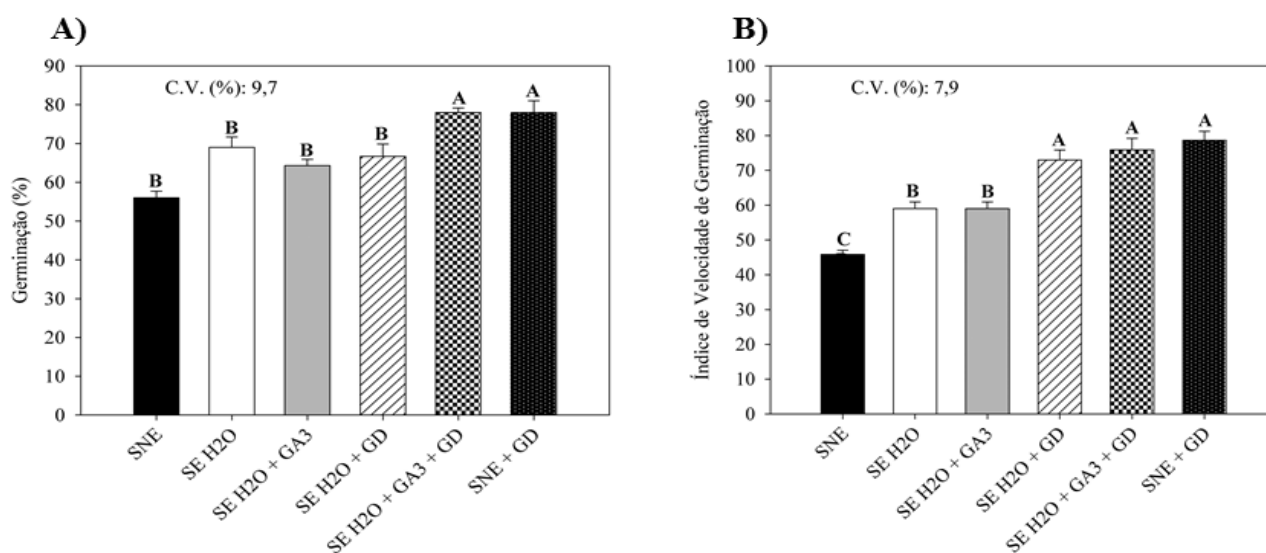 A)
C.V. (%): 9,7
Germinação (%)
90
80
70
60
50
40
30
20
10
0
B
B
B
B
A
A
SNE
SE H2O
SE H2O + GA3
SE H2O + GD
SE H2O + GA3 + GD
SNE + GD
B)
C.V. (%): 7,9
Índice de Velocidade de Germinação
100
90
80
70
60
50
40
30
20
10
0
C
B
B
A
A
A
SNE
SE H2O
SE H2O + GA3
SE H2O + GD
SE H2O + GA3 + GD
SNE + GD